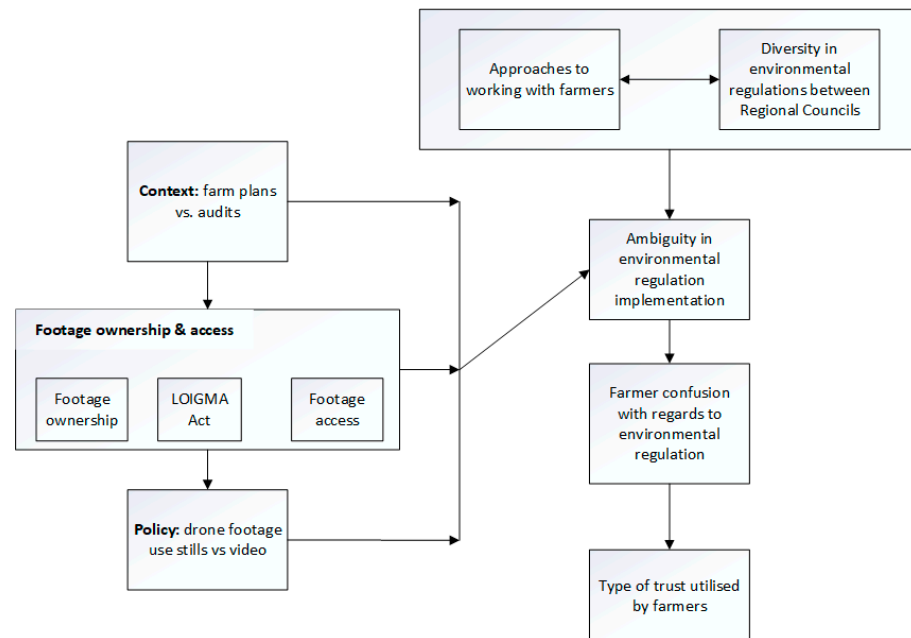 Approaches to
working with farmers
Diversity in
environmental
regulations between
Regional Councils
Context: farm plans
vs. audits
Ambiguity in
environmental
regulation
implementation
Footage ownership & access
Footage
ownership
LOIGMA
Act
Footage
access
Farmer confusion
with regards to
environmental
regulation
Policy: drone footage
use stills vs video
Type of trust utilised
by farmers